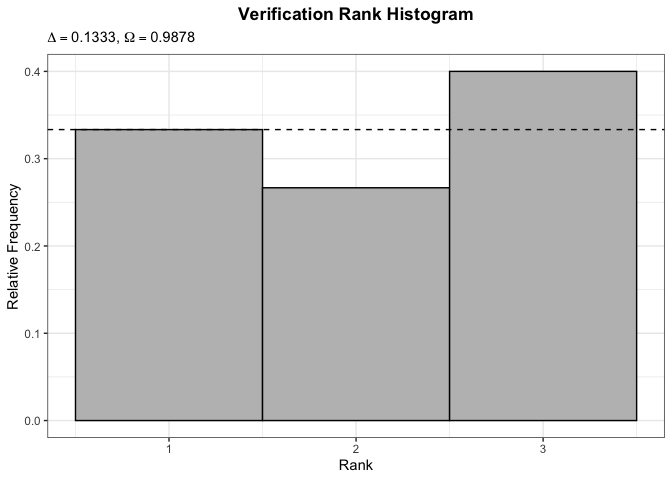 Verification Rank Histogram
Δ = 0.1333, Ω = 0.9878
0.4
0.3
0.2
0.1
0.0
Relative Frequency
1 2 3
Rank